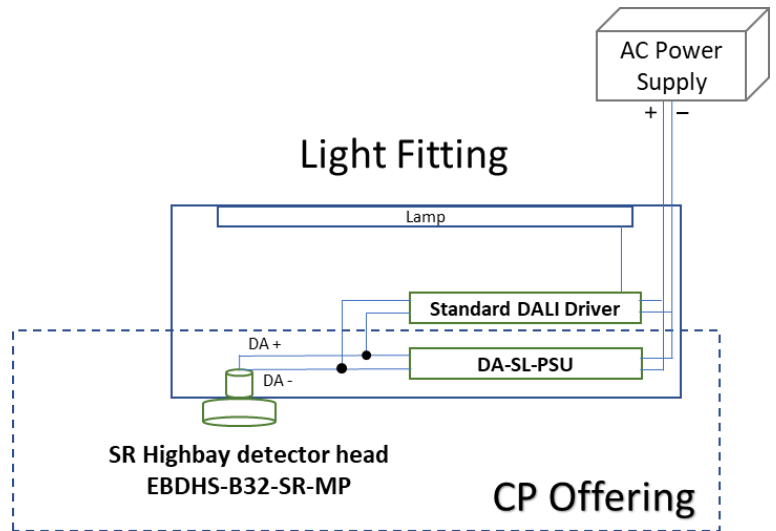 AC Power
Supply
+ −
Light Fitting
Lamp
Standard DALI Driver
DA +
DA-SL-PSU
DA -
SR Highbay detector head
EBDHS-B32-SR-MP
CP Offering